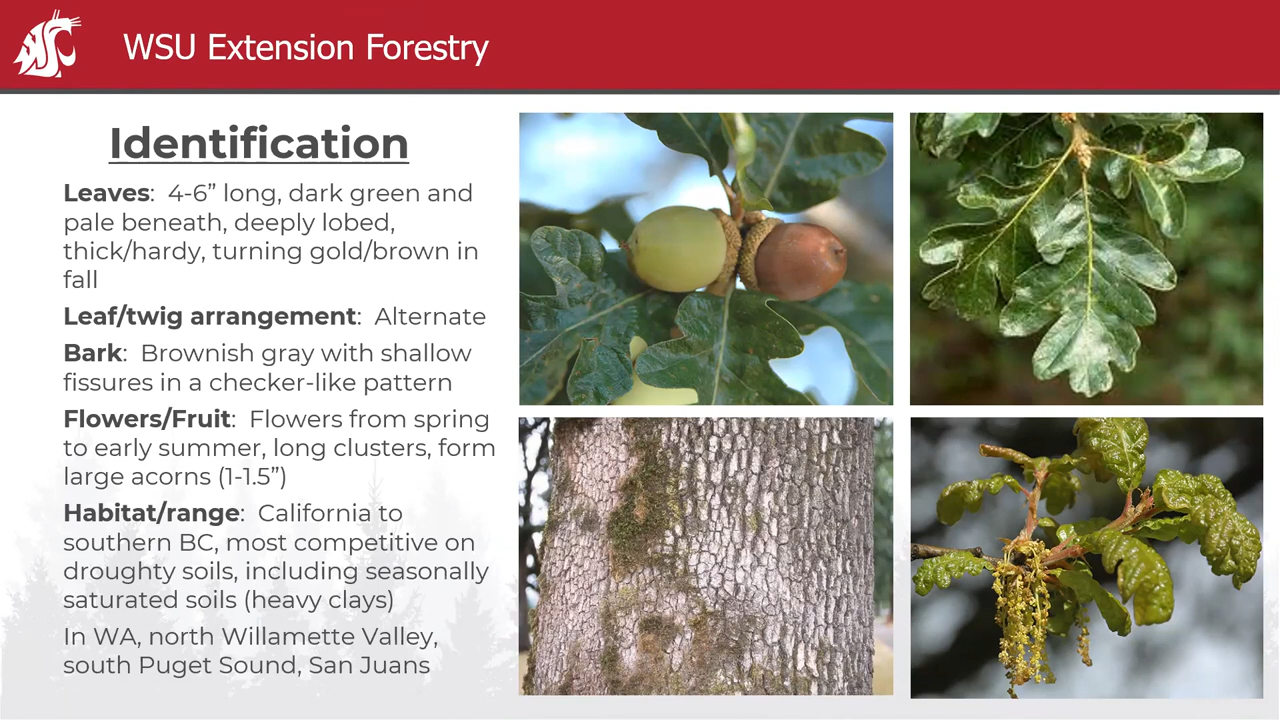 WSU Extension Forestry
Identification
Leaves:  4-6” long, dark green and
pale beneath, deeply lobed,
thick/hardy, turning gold/brown in
fall
Leaf/twig arrangement:  Alternate
Bark:  Brownish gray with shallow
fissures in a checker-like pattern
Flowers/Fruit:  Flowers from spring
to early summer, long clusters, form
large acorns (1-1.5”)
Habitat/range:  California to
southern BC, most competitive on
droughty soils, including seasonally
saturated soils (heavy clays)
In WA, north Willamette Valley,
south Puget Sound, San Juans